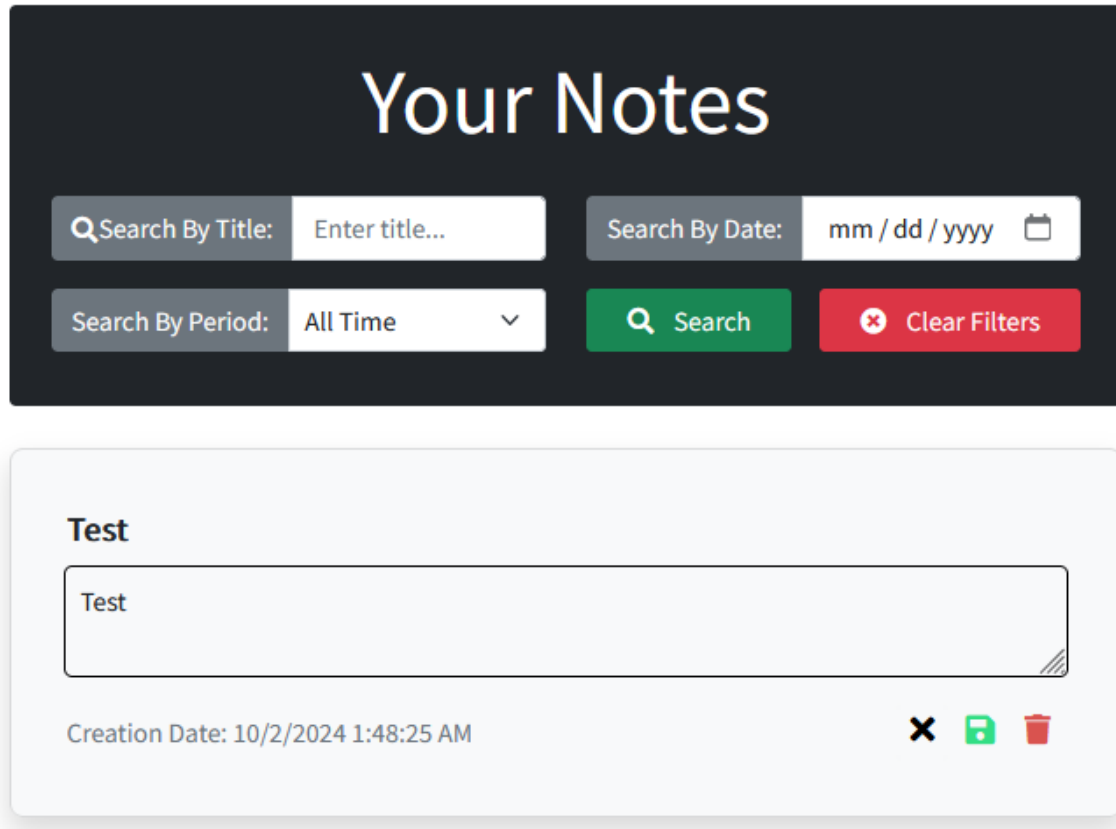 Your Notes
Search By Title: Enter title... Search By Date: mm / dd / yyyy
Search By Period: All Time Search Clear Filters
Test
Test
Creation Date: 10/2/2024 1:48:25 AM